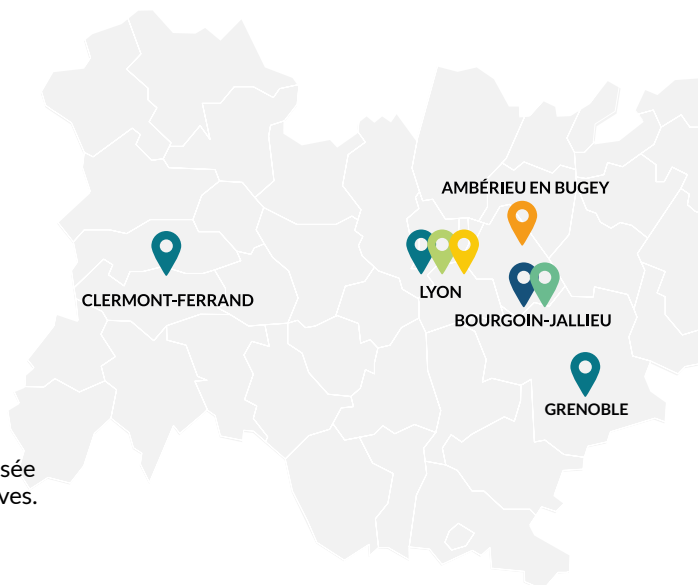 AMBÉRIEU EN BUGEY
CLERMONT-FERRAND
LYON
BOURGOIN-JALLIEU
GRENOBLE
sée
ves.